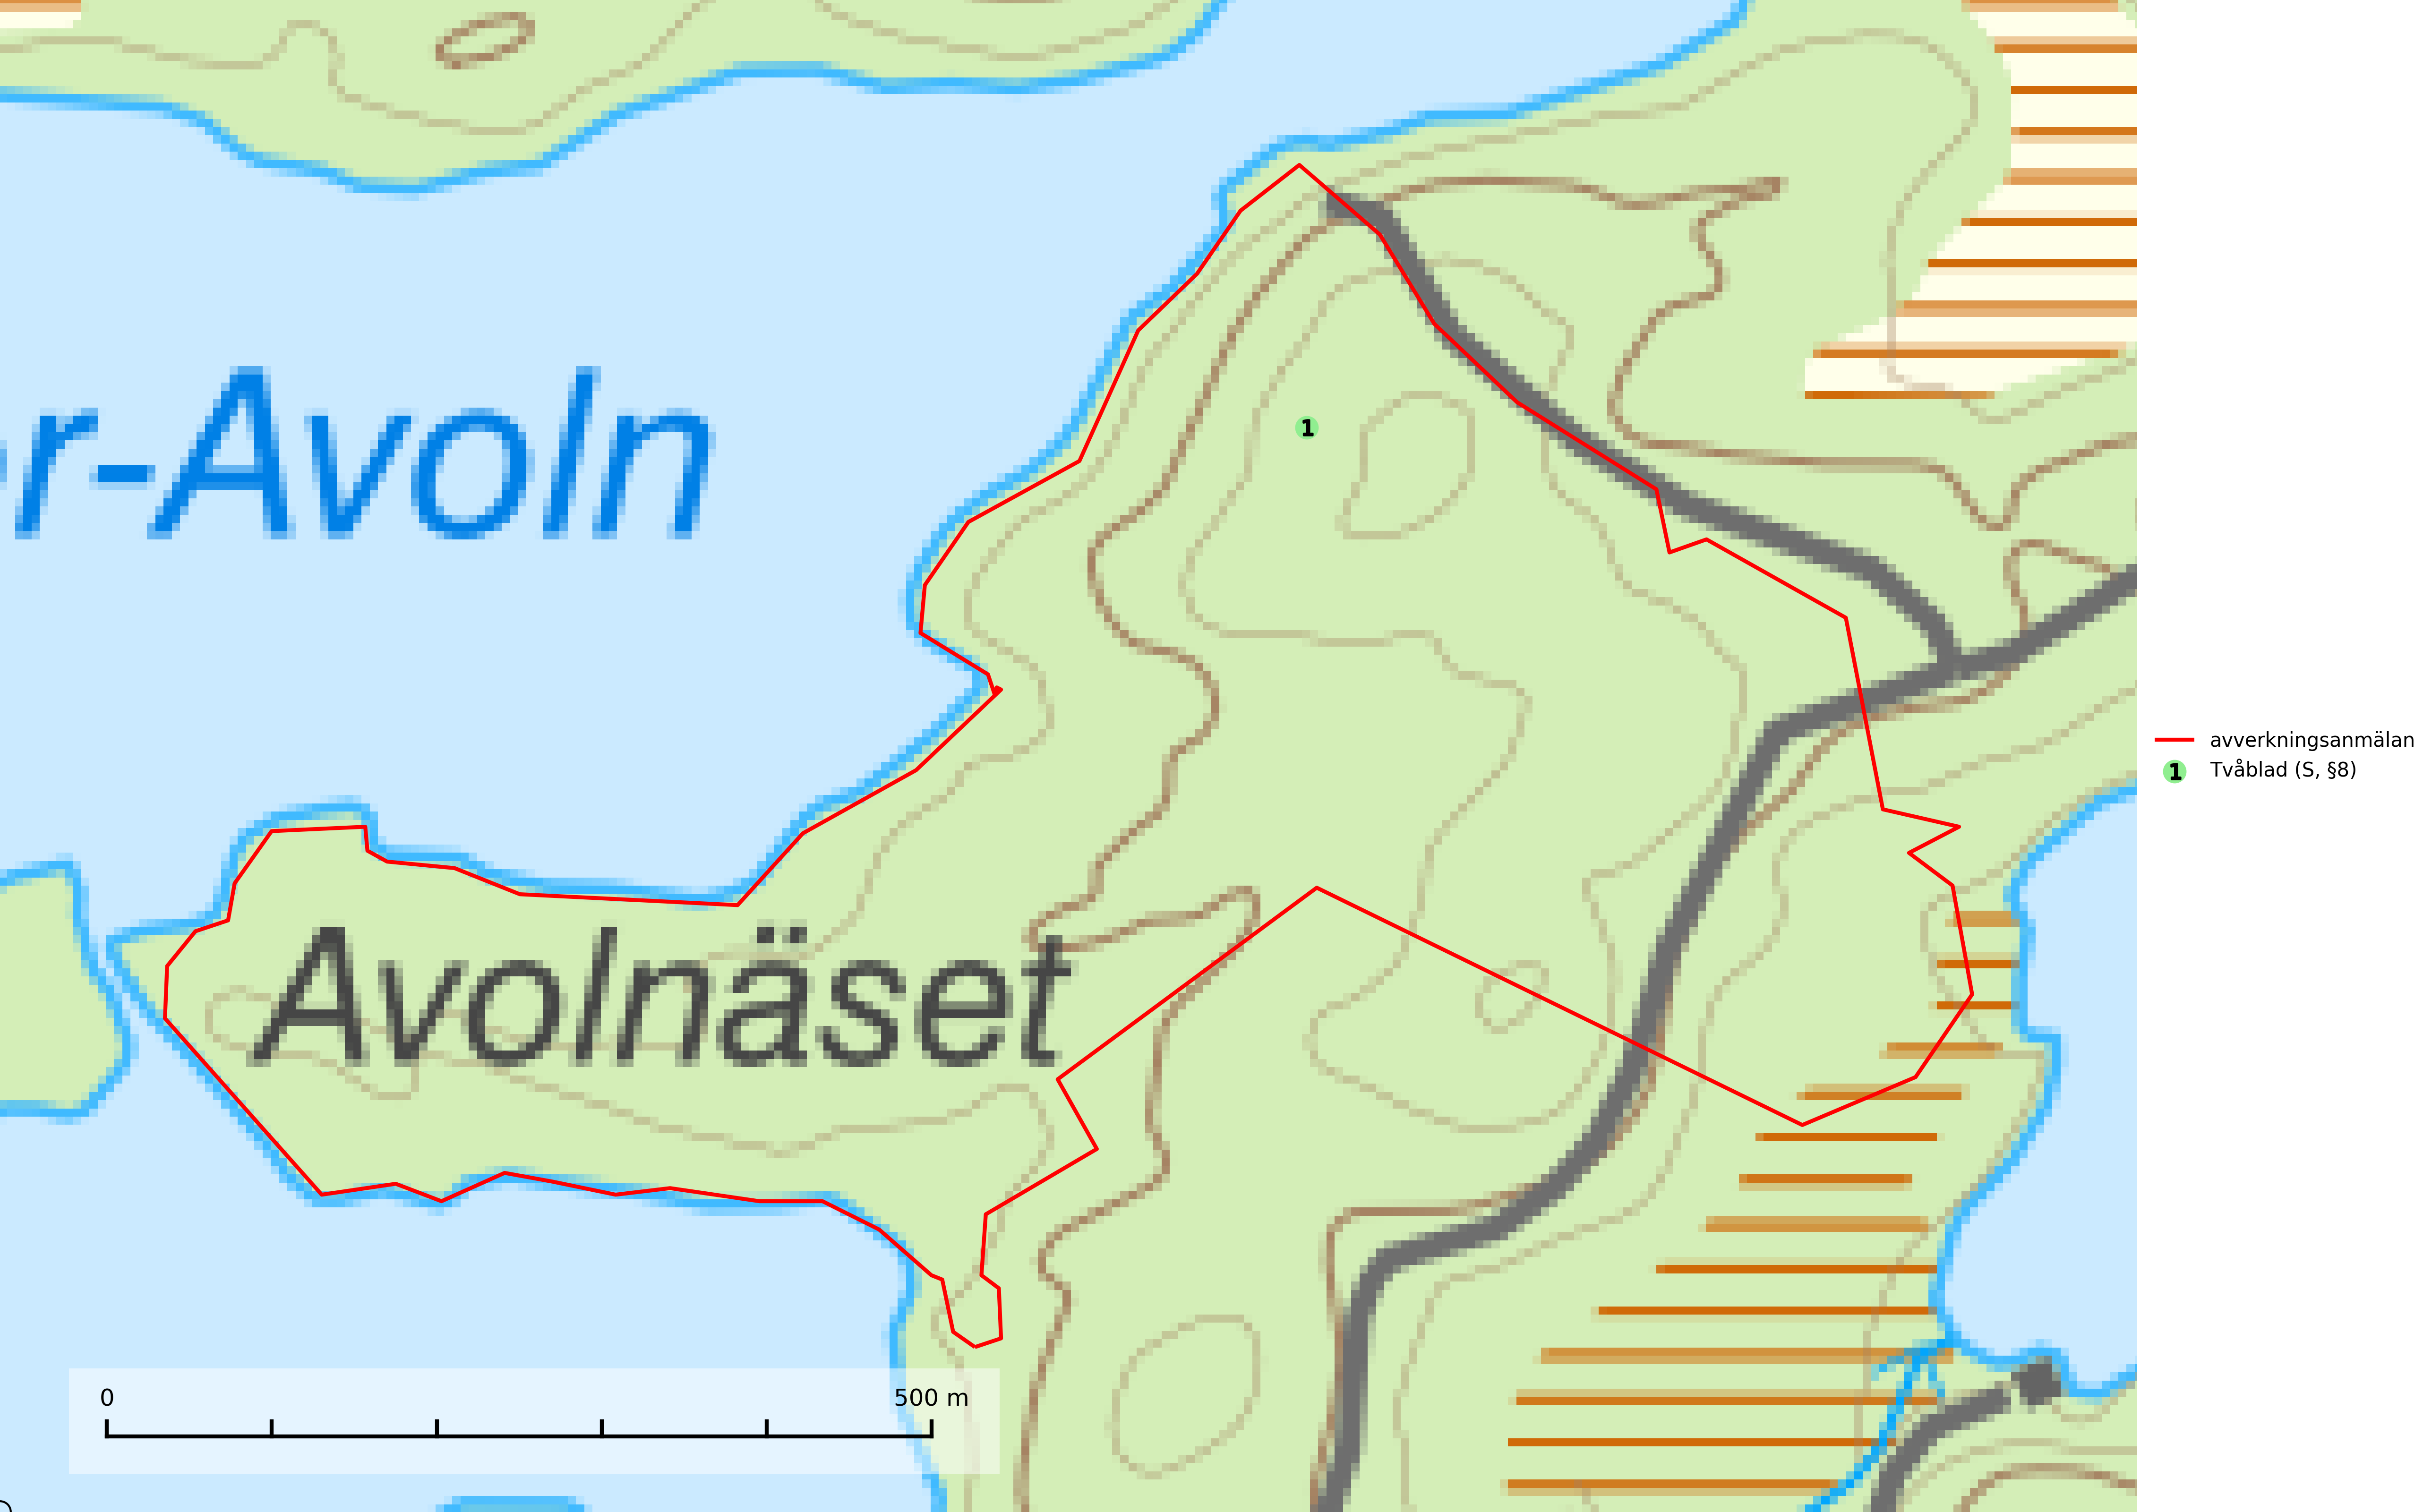 r-Avoln
1
avverkningsanmälan
1 Tvåblad (S, §8)
Avolnäset
0 500 m